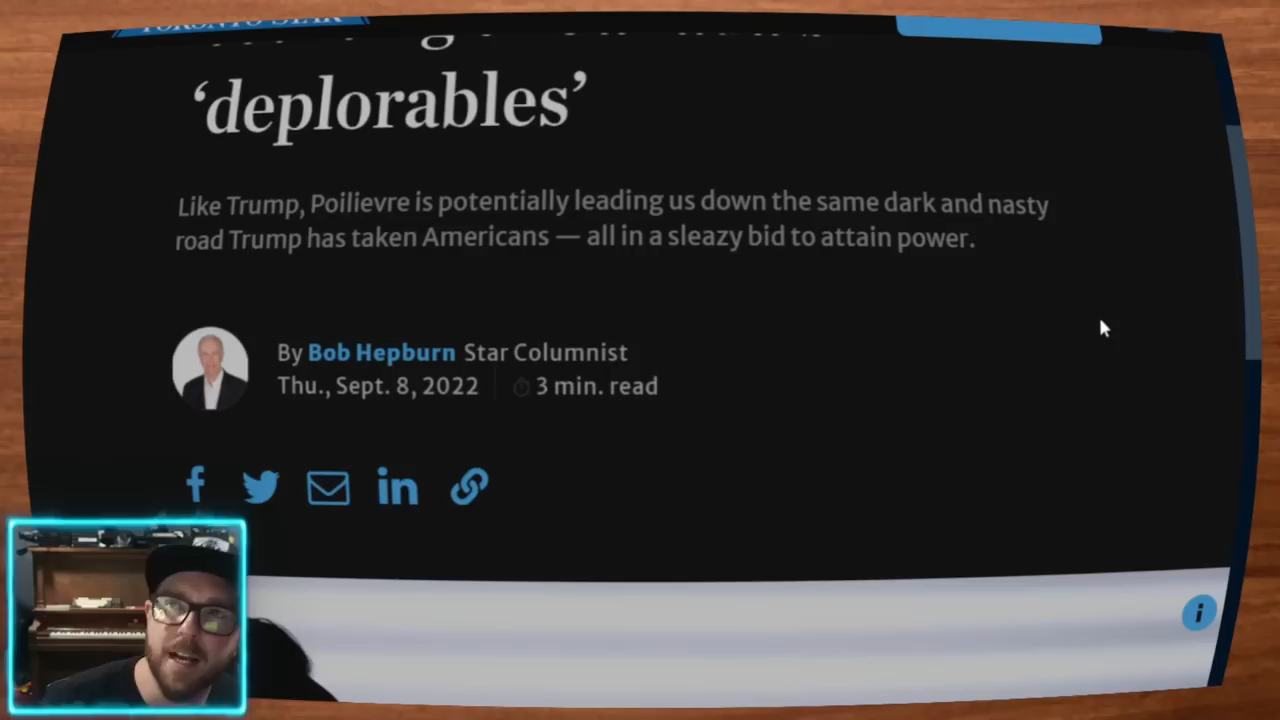 TORONTO STAR
‘deplorables’
Like Trump, Poilievre is potentially leading us down the same dark and nasty
road Trump has taken Americans — all in a sleazy bid to attain power.
By Bob Hepburn Star Columnist
Thu., Sept. 8, 2022
3 min. read